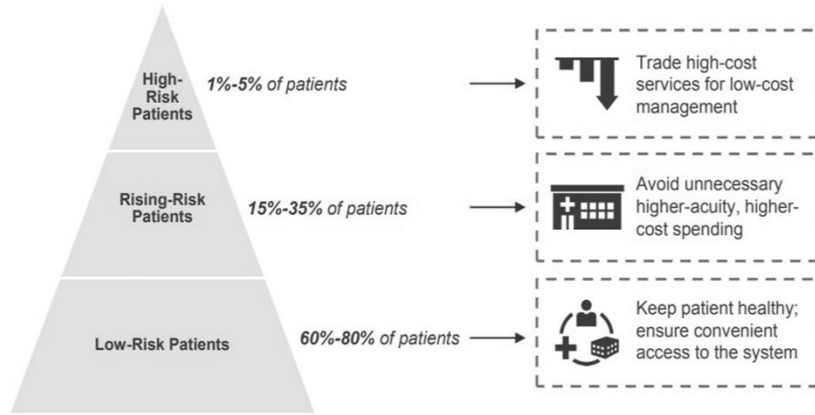 High-
Risk
Patients
1%-5% of patients
Trade high-cost
services for low-cost
management
Rising-Risk
Patients
15%-35% of patients
Avoid unnecessary
higher-acuity, higher-
cost spending
Low-Risk Patients
60%-80% of patients
Keep patient healthy;
ensure convenient
access to the system